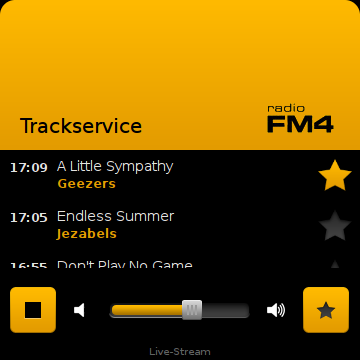 radio
Trackservice FM4
17:09 A Little Sympathy
Geezers
17:05 Endless Summer
Jezabels
16:55 Don't Play No Game
Live-Stream